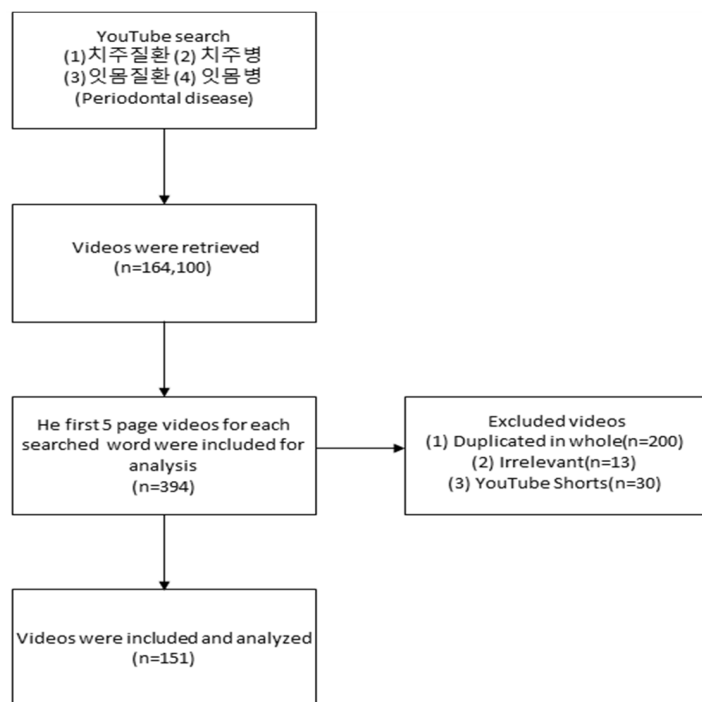 YouTube search
(1)치주질환 (2) 치주병
(3)잇몸질환 (4) 잇몸병
(Periodontal disease)
Videos were retrieved
(n=164,100)
He first 5 page videos for each
searched word were included for
analysis
(n=394)
Excluded videos
(1) Duplicated in whole(n=200)
(2) Irrelevant(n=13)
(3) YouTube Shorts(n=30)
Videos were included and analyzed
(n=151)